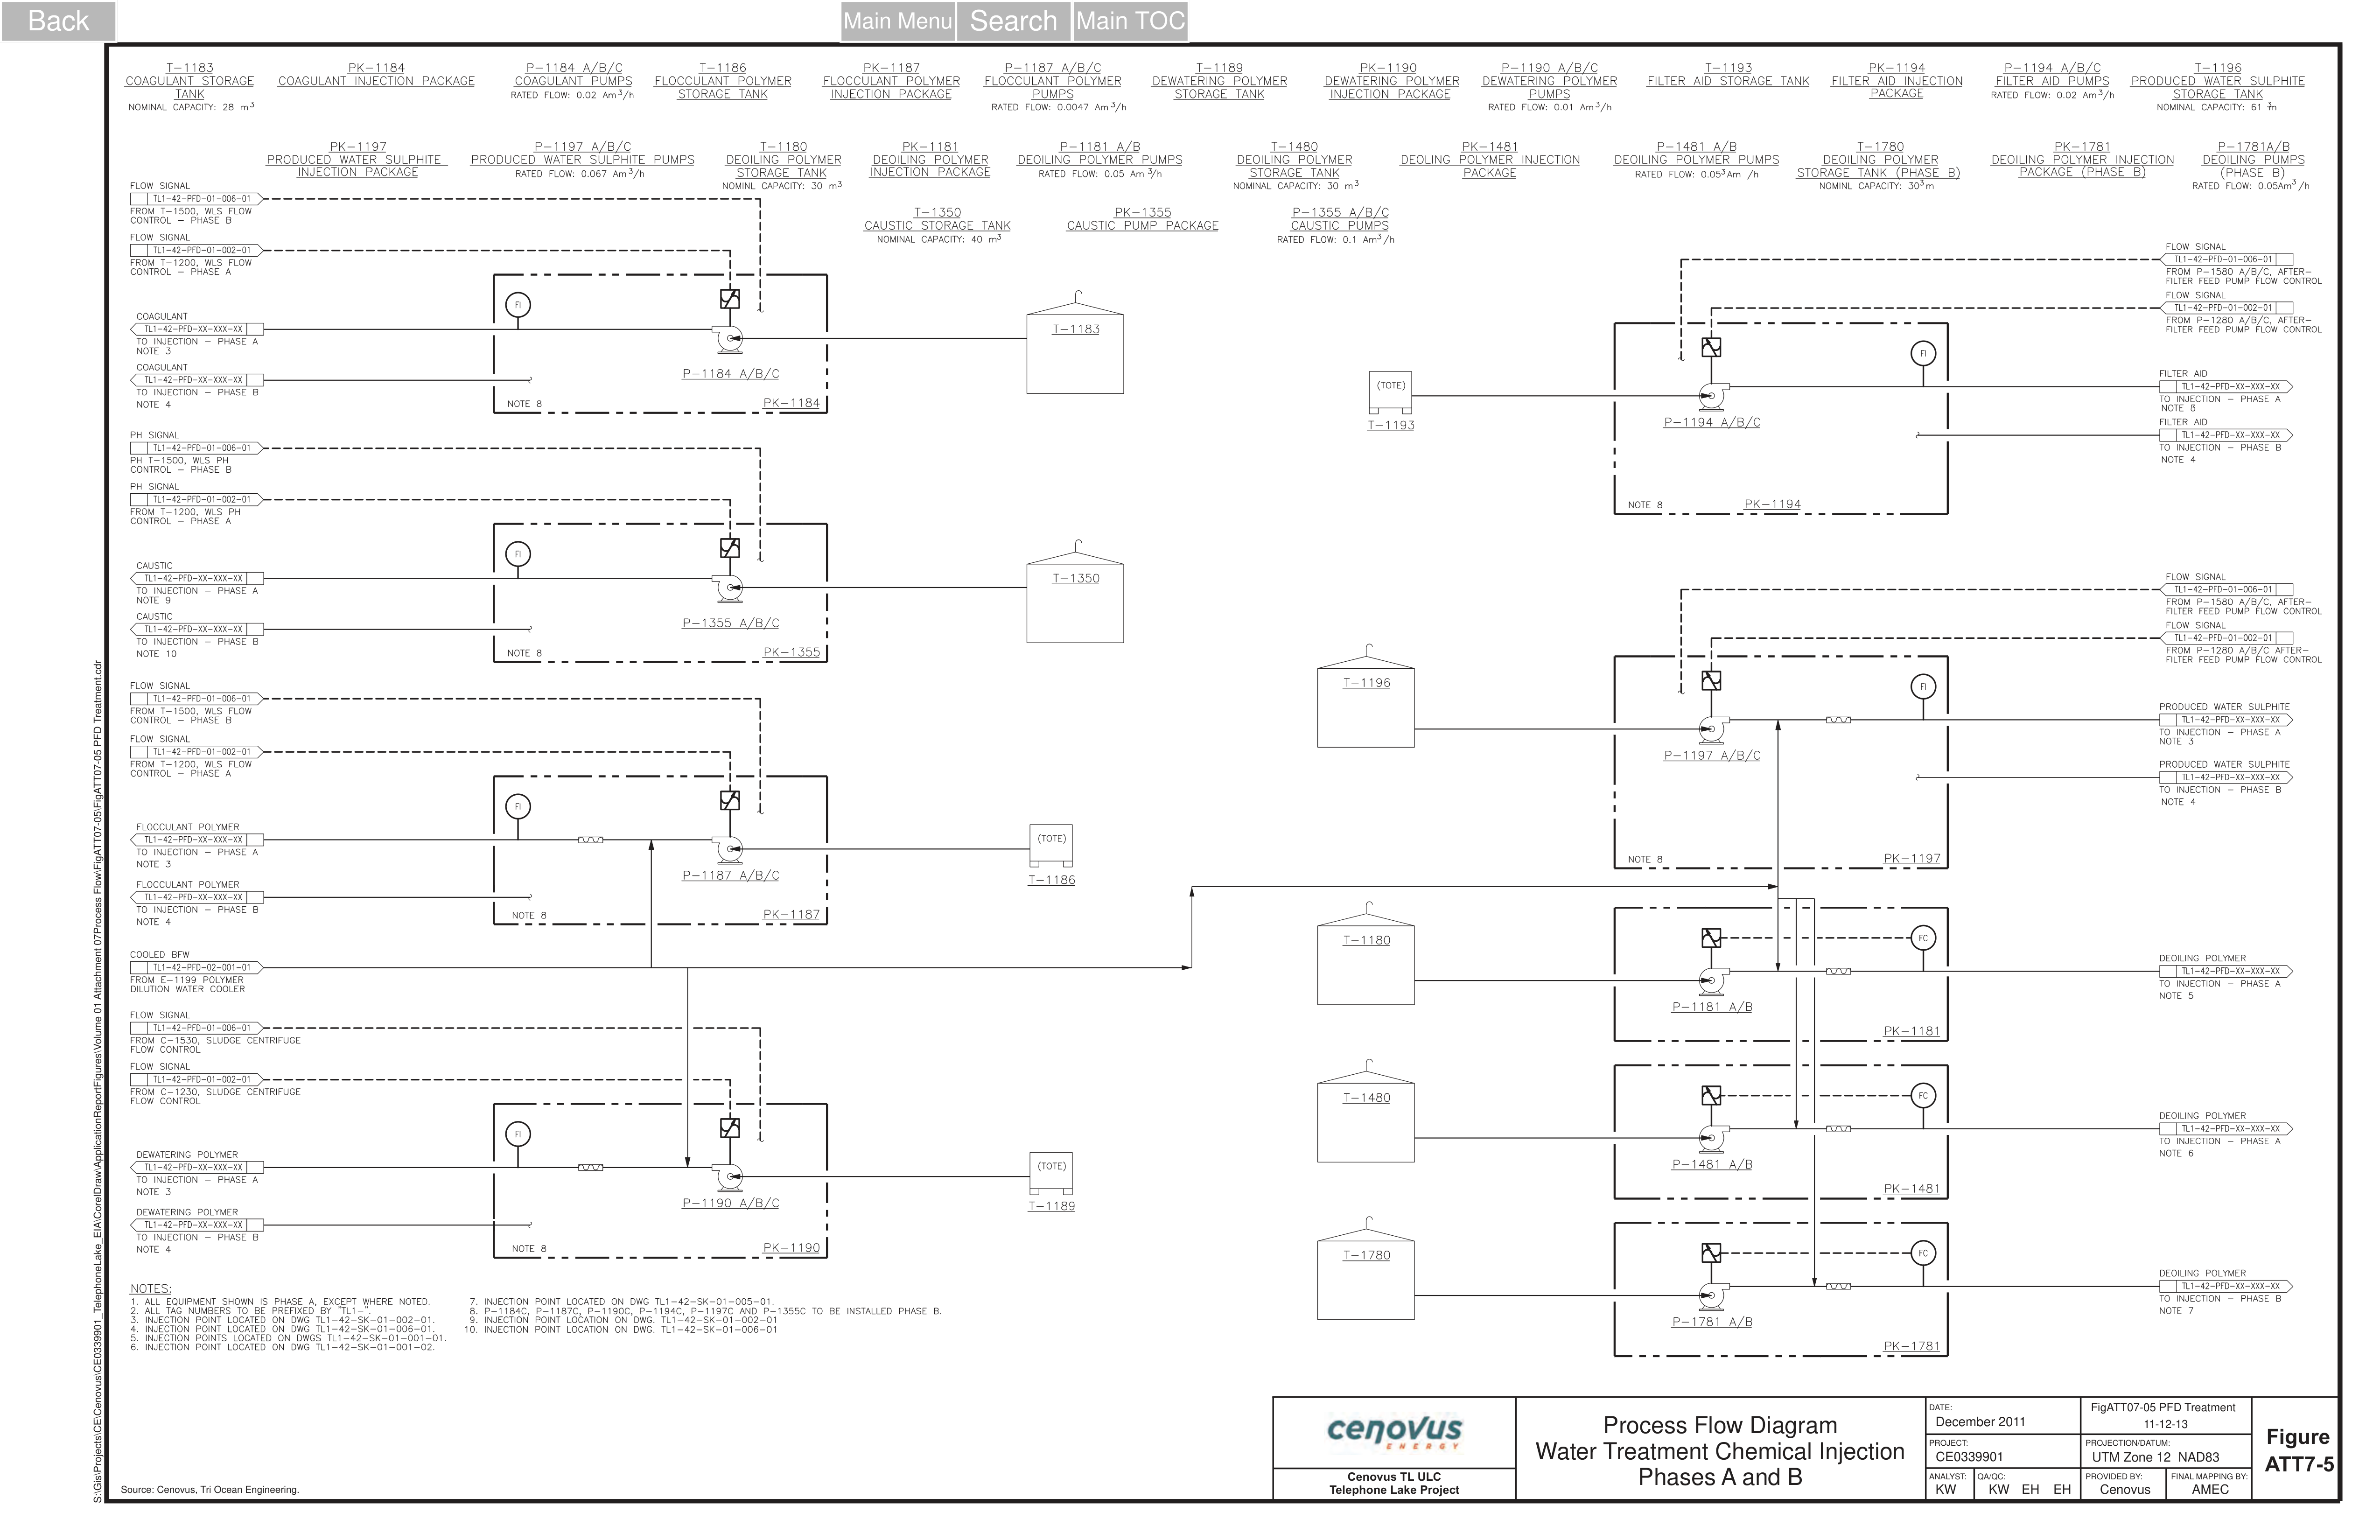 Back
Main Menu
Search
Main TOC
T-1183
COAGULANT STORAGE
TANK
NOMINAL CAPACITY: 28 m3
PK-1184
COAGULANT INJECTION PACKAGE
P-1184 A/B/C
COAGULANT PUMPS
RATED FLOW: 0.02 Am3/h
T-1186
FLOCCULANT POLYMER
STORAGE TANK
PK-1187
FLOCCULANT POLYMER
INJECTION PACKAGE
P-1187 A/B/C
FLOCCULANT POLYMER
PUMPS
RATED FLOW: 0.0047 Am3/h
T-1189
DEWATERING POLYMER
STORAGE TANK
PK-1190
DEWATERING POLYMER
INJECTION PACKAGE
P-1190 A/B/C
DEWATERING POLYMER
PUMPS
RATED FLOW: 0.01 Am3/h
T-1193
FILTER AID STORAGE TANK
PK-1194
FILTER AID INJECTION
PACKAGE
P-1194 A/B/C
FILTER AID PUMPS
RATED FLOW: 0.02 Am3/h
T-1196
PRODUCED WATER SULPHITE
STORAGE TANK
NOMINAL CAPACITY: 61 m3
PK-1197
PRODUCED WATER SULPHITE
INJECTION PACKAGE
P-1197 A/B/C
PRODUCED WATER SULPHITE PUMPS
RATED FLOW: 0.067 Am3/h
T-1180
DEOILING POLYMER
STORAGE TANK
NOMINL CAPACITY: 30 m3
PK-1181
DEOILING POLYMER
INJECTION PACKAGE
P-1181 A/B
DEOILING POLYMER PUMPS
RATED FLOW: 0.05 Am3/h
T-1480
DEOILING POLYMER
STORAGE TANK
NOMINL CAPACITY: 30 m3
PK-1481
DEOLING POLYMER INJECTION
PACKAGE
P-1481 A/B
DEOILING POLYMER PUMPS
RATED FLOW: 0.053Am /h
T-1780
DEOILING POLYMER
STORAGE TANK (PHASE B)
NOMINL CAPACITY: 303m
PK-1781
DEOILING POLYMER INJECTION
PACKAGE (PHASE B)
P-1781A/B
DEOILING PUMPS
(PHASE B)
RATED FLOW: 0.05Am3/h
T-1350
CAUSTIC STORAGE TANK
NOMINAL CAPACITY: 40 m3
PK-1355
CAUSTIC PUMP PACKAGE
P-1355 A/B/C
CAUSTIC PUMPS
RATED FLOW: 0.1 Am3/h
FLOW SIGNAL
TL1-42-PFD-01-006-01
FROM T-1500, WLS FLOW
CONTROL - PHASE B
FLOW SIGNAL
TL1-42-PFD-01-002-01
FROM T-1200, WLS FLOW
CONTROL - PHASE A
COAGULANT
TL1-42-PFD-XX-XXX-XX
TO INJECTION - PHASE A
NOTE 3
COAGULANT
TL1-42-PFD-XX-XXX-XX
TO INJECTION - PHASE B
NOTE 4
FI
P-1184 A/B/C
NOTE 8
PK-1184
T-1183
PH SIGNAL
TL1-42-PFD-01-006-01
PH T-1500, WLS PH
CONTROL - PHASE B
PH SIGNAL
TL1-42-PFD-01-002-01
FROM T-1200, WLS PH
CONTROL - PHASE A
CAUSTIC
TL1-42-PFD-XX-XXX-XX
TO INJECTION - PHASE A
NOTE 9
CAUSTIC
TL1-42-PFD-XX-XXX-XX
TO INJECTION - PHASE B
NOTE 10
FI
P-1355 A/B/C
NOTE 8
PK-1355
T-1350
FLOW SIGNAL
TL1-42-PFD-01-006-01
FROM T-1500, WLS FLOW
CONTROL - PHASE B
FLOW SIGNAL
TL1-42-PFD-01-002-01
FROM T-1200, WLS FLOW
CONTROL - PHASE A
FLOCCULANT POLYMER
TL1-42-PFD-XX-XXX-XX
TO INJECTION - PHASE A
NOTE 3
FLOCCULANT POLYMER
TL1-42-PFD-XX-XXX-XX
TO INJECTION - PHASE B
NOTE 4
FI
P-1187 A/B/C
NOTE 8
PK-1187
(TOTE)
T-1186
COOLED BFW
TL1-42-PFD-02-001-01
FROM E-1199 POLYMER
DILUTION WATER COOLER
FLOW SIGNAL
TL1-42-PFD-01-006-01
FROM C-1530, SLUDGE CENTRIFUGE
FLOW CONTROL
FLOW SIGNAL
TL1-42-PFD-01-002-01
FROM C-1230, SLUDGE CENTRIFUGE
FLOW CONTROL
DEWATERING POLYMER
TL1-42-PFD-XX-XXX-XX
TO INJECTION - PHASE A
NOTE 3
DEWATERING POLYMER
TL1-42-PFD-XX-XXX-XX
TO INJECTION - PHASE B
NOTE 4
FI
P-1190 A/B/C
NOTE 8
PK-1190
(TOTE)
T-1189
FLOW SIGNAL
TL1-42-PFD-01-006-01
FROM P-1580 A/B/C, AFTER-
FILTER FEED PUMP FLOW CONTROL
FLOW SIGNAL
TL1-42-PFD-01-002-01
FROM P-1280 A/B/C, AFTER-
FILTER FEED PUMP FLOW CONTROL
(TOTE)
T-1193
P-1194 A/B/C
FI
NOTE 8
PK-1194
FILTER AID
TL1-42-PFD-XX-XXX-XX
TO INJECTION - PHASE A
FILTER AID
TL1-42-PFD-XX-XXX-XX
TO INJECTION - PHASE B
NOTE 4
FLOW SIGNAL
TL1-42-PFD-01-006-01
FROM P-1580 A/B/C, AFTER-
FILTER FEED PUMP FLOW CONTROL
FLOW SIGNAL
TL1-42-PFD-01-002-01
FROM P-1280 A/B/C AFTER-
FILTER FEED PUMP FLOW CONTROL
T-1196
P-1197 A/B/C
FI
NOTE 8
PK-1197
PRODUCED WATER SULPHITE
TL1-42-PFD-XX-XXX-XX
TO INJECTION - PHASE A
NOTE 3
PRODUCED WATER SULPHITE
TL1-42-PFD-XX-XXX-XX
TO INJECTION - PHASE B
NOTE 4
T-1180
P-1181 A/B
FC
PK-1181
DEOILING POLYMER
TL1-42-PFD-XX-XXX-XX
TO INJECTION - PHASE A
NOTE 5
T-1480
P-1481 A/B
FC
PK-1481
DEOILING POLYMER
TL1-42-PFD-XX-XXX-XX
TO INJECTION - PHASE A
NOTE 6
T-1780
P-1781 A/B
FC
PK-1781
DEOILING POLYMER
TL1-42-PFD-XX-XXX-XX
TO INJECTION - PHASE B
NOTE 7
NOTES:
1. ALL EQUIPMENT SHOWN IS PHASE A, EXCEPT WHERE NOTED.
2. ALL TAG NUMBERS TO BE PREFIXED BY "TL1-".
3. INJECTION POINT LOCATED ON DWG TL1-42-SK-01-002-01.
4. INJECTION POINT LOCATED ON DWG TL1-42-SK-01-006-01.
5. INJECTION POINTS LOCATED ON DWGS TL1-42-SK-01-001-01.
6. INJECTION POINT LOCATED ON DWG TL1-42-SK-01-001-02.
7. INJECTION POINT LOCATED ON DWG TL1-42-SK-01-005-01.
8. P-1184C, P-1187C, P-1190C, P-1194C, P-1197C AND P-1355C TO BE INSTALLED PHASE B.
9. INJECTION POINT LOCATION ON DWG. TL1-42-SK-01-002-01
10. INJECTION POINT LOCATION ON DWG. TL1-42-SK-01-006-01
S:\Gis\Projects\CE\Cenovus\CE0339901_TelephoneLake_EIA\CorelDraw\ApplicationReportFigures\Volume 01 Attachment 07Process Flow\FigATT07-05\FigATT07-05 PFD Treatment.cdr
Source: Cenovus, Tri Ocean Engineering.
cenovus
ENERGY
Cenovus TL ULC
Telephone Lake Project
Process Flow Diagram
Water Treatment Chemical Injection
Phases A and B
DATE:
December 2011
FigATT07-05 PFD Treatment
11-12-13
PROJECT:
CE0339901
PROJECTION/DATUM:
UTM Zone 12 NAD83
ANALYST:
KW
QA/QC:
KW EH EH
PROVIDED BY:
Cenovus
FINAL MAPPING BY:
AMEC
Figure
ATT7-5